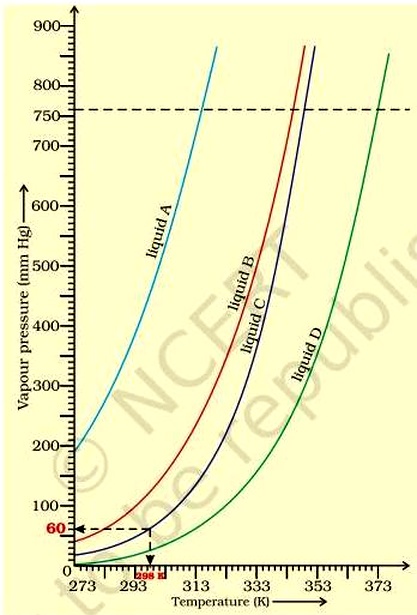 900
800
750
700
600
500
400
300
200
100
60
0
Vapour pressure (mm Hg)
liquid A
liquid B
liquid C
liquid D
298 K
273 293 313 333 353 373
Temperature (K)
© NCERT
to be republis